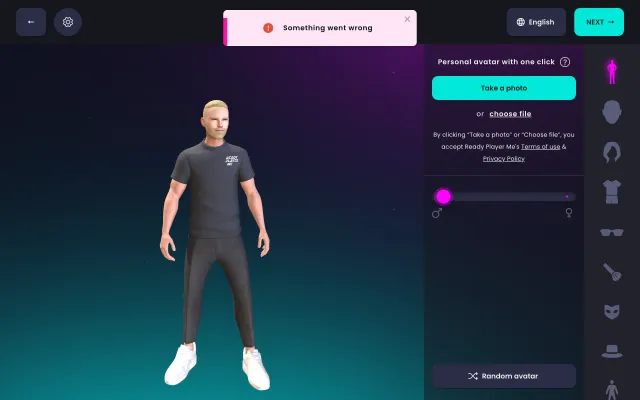 Something went wrong
English
NEXT →
Personal avatar with one click ?
Take a photo
or choose file
By clicking "Take a photo" or "Choose file", you
accept Ready Player Me's Terms of use &
Privacy Policy
Random avatar